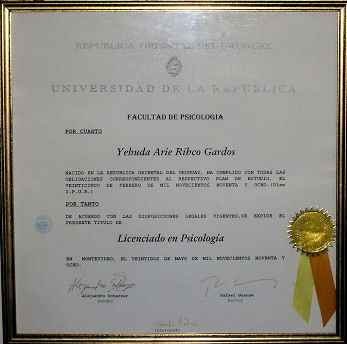 REPUBLICA ORIENTAL DEL URUGUAY
UNIVERSIDAD DE LA REPUBLICA
FACULTAD DE PSICOLOGIA
POR CUANTO
Yehuda Arie Ribco Gardos
NACIDO EN LA REPUBLICA ORIENTAL DEL URUGUAY, HA CUMPLIDO CON TODAS LAS
OBLIGACIONES CORRESPONDIENTES AL RESPECTIVO PLAN DE ESTUDIO, EL
VEINTICINCO DE FEBRERO DE MIL NOVECIENTOS NOVENTA Y OCHO.(Plan
I.P.U.R.)
POR TANTO
DE ACUERDO CON LAS DISPOSICIONES LEGALES VIGENTES, SE EXPIDE EL
PRESENTE TITULO DE
Licenciado en Psicología
EN MONTEVIDEO, EL VEINTIDOS DE MAYO DE MIL NOVECIENTOS NOVENTA Y
OCHO.
Alejandro Scherzer Rafael Guarga
Decano Rector
Interesado